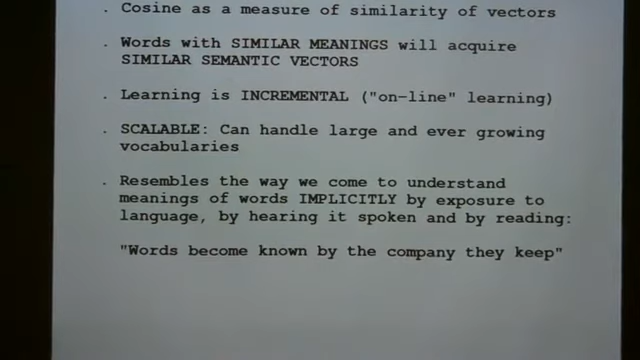 . Cosine as a measure of similarity of vectors
. Words with SIMILAR MEANINGS will acquire
SIMILAR SEMANTIC VECTORS
. Learning is INCREMENTAL ("on-line" learning)
. SCALABLE: Can handle large and ever growing
vocabularies
. Resembles the way we come to understand
meanings of words IMPLICITLY by exposure to
language, by hearing it spoken and by reading:
"Words become known by the company they keep"